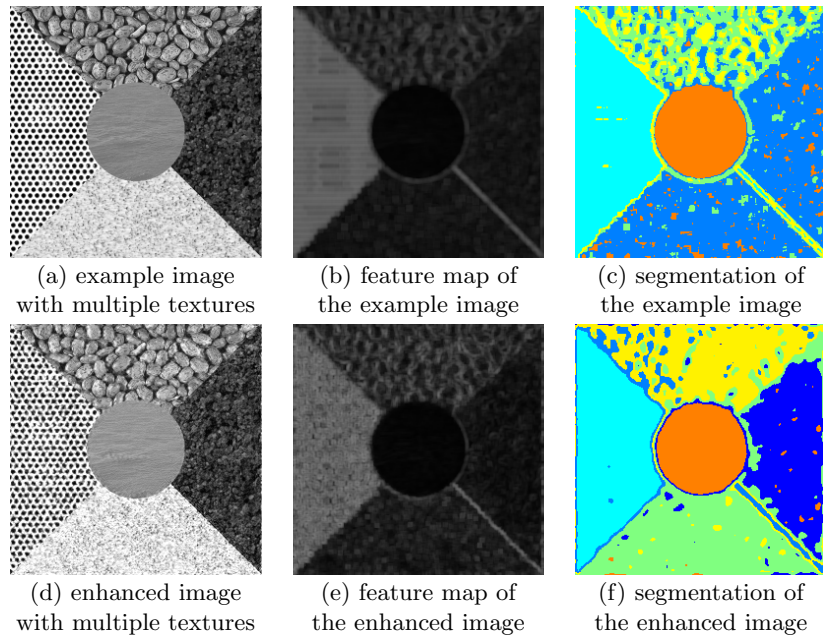 (a) example image
with multiple textures
(b) feature map of
the example image
(c) segmentation of
the example image
(d) enhanced image
with multiple textures
(e) feature map of
the enhanced image
(f) segmentation of
the enhanced image